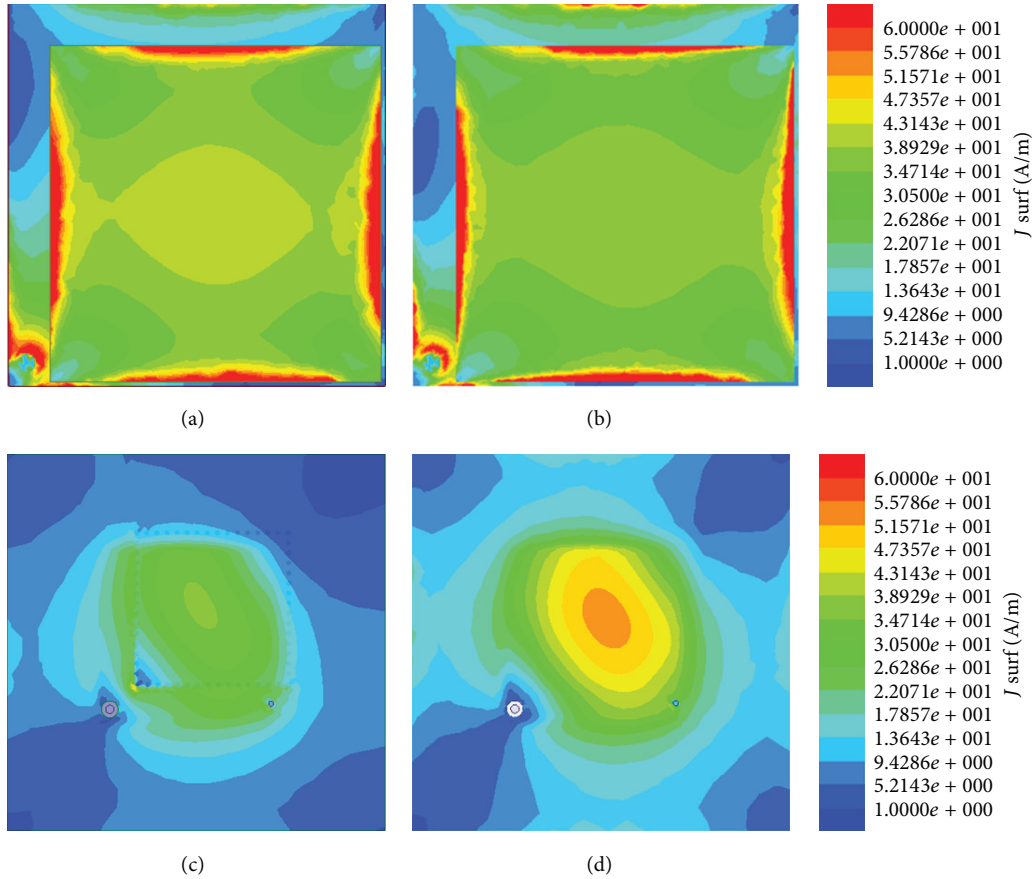 6.0000e + 001
5.5786e + 001
5.1571e + 001
4.7357e + 001
4.3143e + 001
3.8929e + 001
3.4714e + 001
3.0500e + 001
2.6286e + 001
2.2071e + 001
1.7857e + 001
1.3643e + 001
9.4286e + 000
5.2143e + 000
1.0000e + 000
J surf (A/m)
(a)
(b)
6.0000e + 001
5.5786e + 001
5.1571e + 001
4.7357e + 001
4.3143e + 001
3.8929e + 001
3.4714e + 001
3.0500e + 001
2.6286e + 001
2.2071e + 001
1.7857e + 001
1.3643e + 001
9.4286e + 000
5.2143e + 000
1.0000e + 000
J surf (A/m)
(c)
(d)